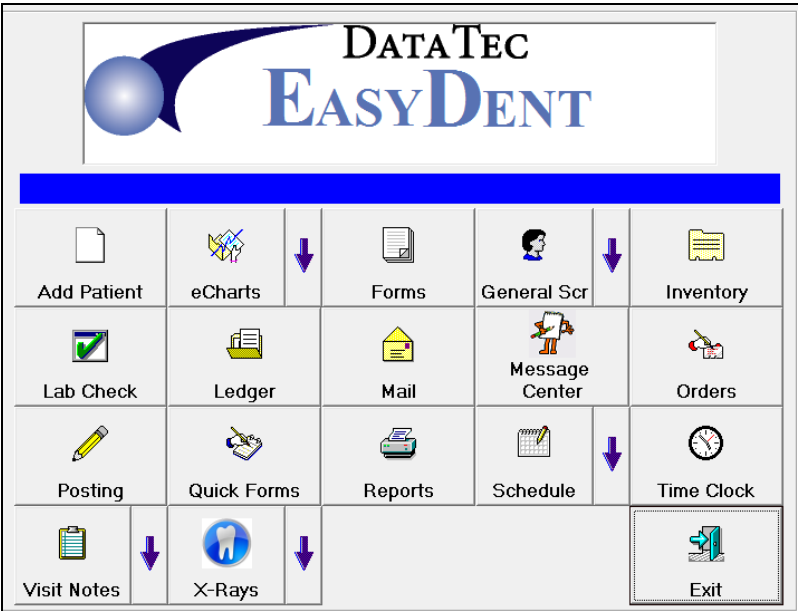 DATATEC
EASYDENT
Add Patient
eCharts
Forms
General Scr
Inventory
Lab Check
Ledger
Mail
Message
Center
Orders
Posting
Quick Forms
Reports
Schedule
Time Clock
Visit Notes
X-Rays
Exit